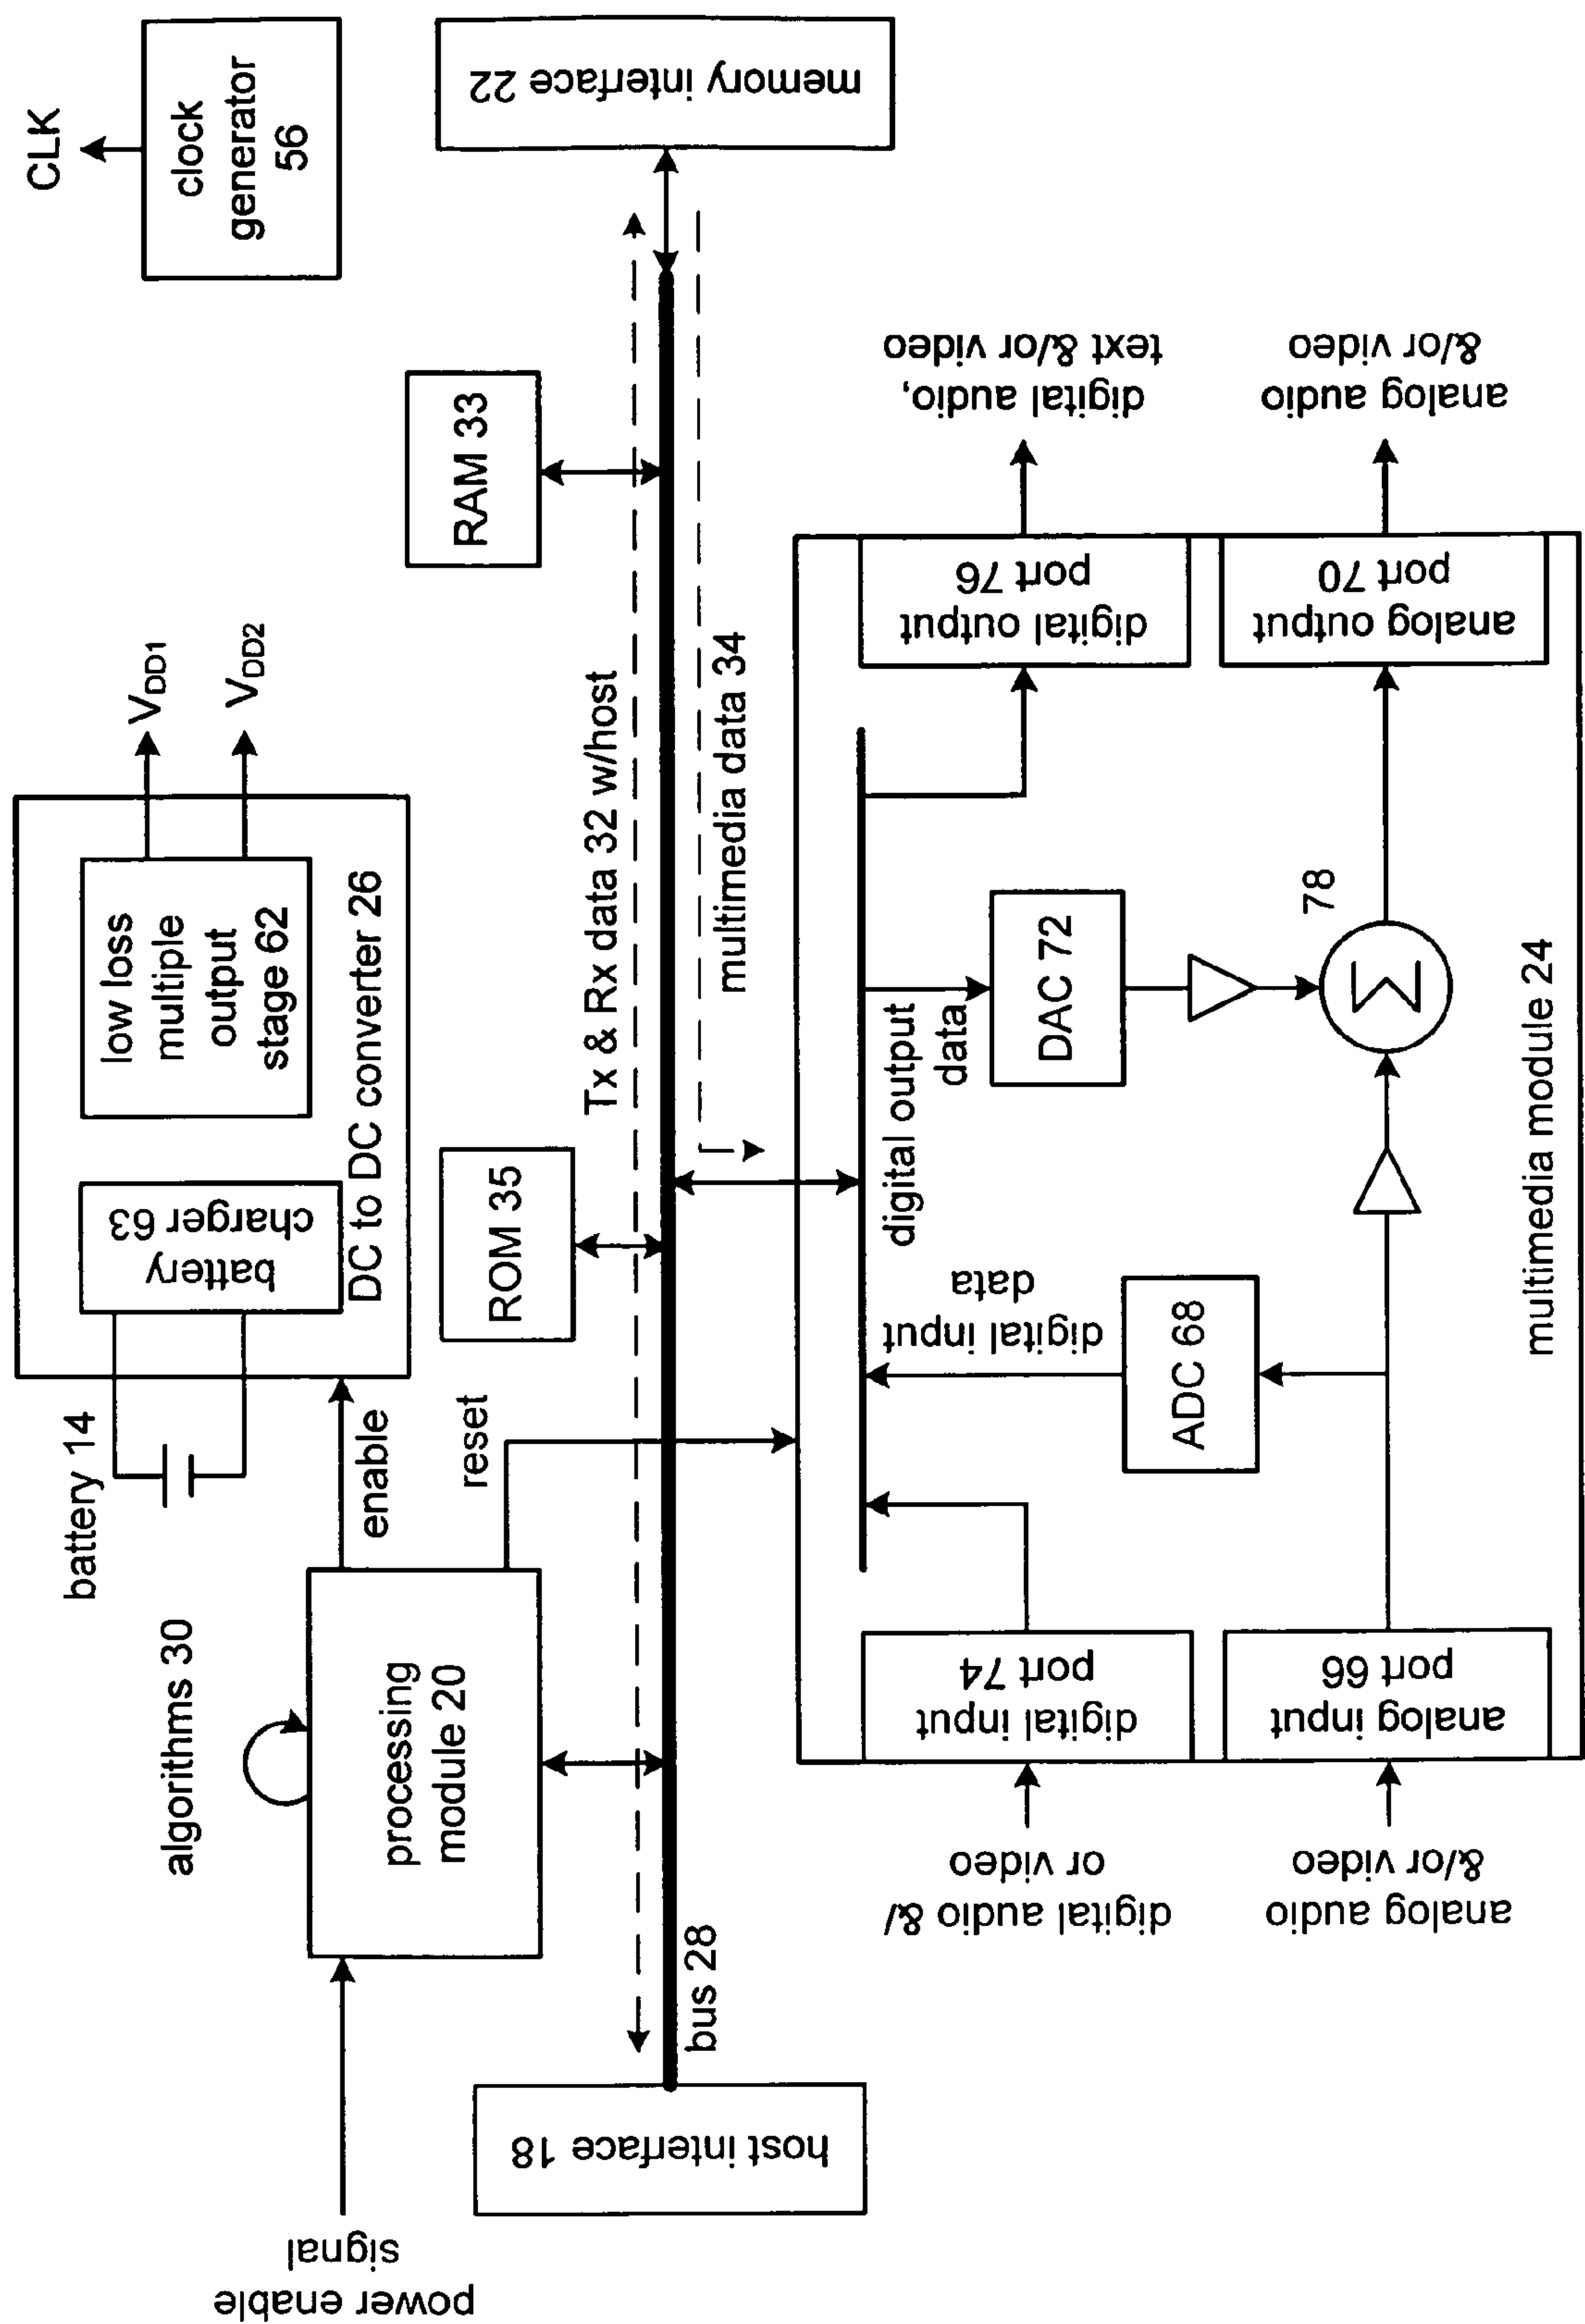 power enable
signal
algorithms 30
processing
module 20
battery 14
enable
reset
battery
charger 63
low loss
multiple
output
stage 62
DC to DC converter 26
VDD1
VDD2
CLK
clock
generator
56
host interface 18
bus 28
ROM 35
RAM 33
Tx & Rx data 32 w/host
multimedia data 34
memory interface 22
digital audio &/
or video
analog audio
&/or video
digital input
port 74
analog input
port 66
digital input
data
ADC 68
digital output
data
DAC 72
78
Σ
digital output
port 76
analog output
port 70
digital audio,
text &/or video
analog audio
&/or video
multimedia module 24